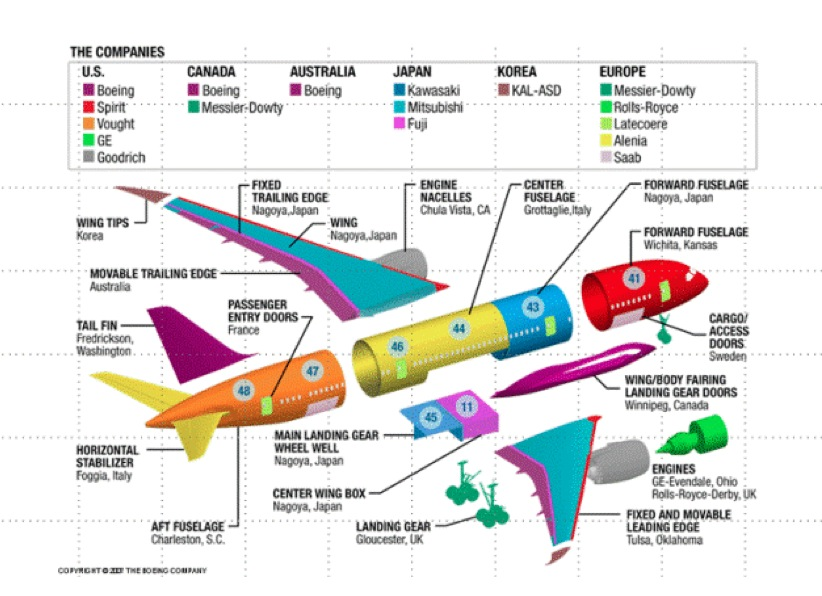 THE COMPANIES
U.S.
Boeing
Spirit
Vought
GE
Goodrich
CANADA
Boeing
Messier-Dowty
AUSTRALIA
Boeing
JAPAN
Kawasaki
Mitsubishi
Fuji
KOREA
KAL-ASD
EUROPE
Messier-Dowty
Rolls-Royce
Latecoere
Alenia
Saab
WING TIPS
Korea
FIXED
TRAILING EDGE
Nagoya,Japan
WING
Nagoya,Japan
ENGINE
NACELLES
Chula Vista, CA
CENTER
FUSELAGE
Grottaglie,Italy
FORWARD FUSELAGE
Nagoya, Japan
FORWARD FUSELAGE
Wichita, Kansas
MOVABLE TRAILING EDGE
Australia
PASSENGER
ENTRY DOORS
France
TAIL FIN
Fredrickson,
Washington
41
43
44
46
47
48
CARGO/
ACCESS
DOORS
Sweden
WING/BODY FAIRING
LANDING GEAR DOORS
Winnipeg, Canada
45
11
HORIZONTAL
STABILIZER
Foggia, Italy
MAIN LANDING GEAR
WHEEL WELL
Nagoya, Japan
CENTER WING BOX
Nagoya, Japan
ENGINES
GE-Evendale, Ohio
Rolls-Royce-Derby, UK
AFT FUSELAGE
Charleston, S.C.
LANDING GEAR
Gloucester, UK
FIXED AND MOVABLE
LEADING EDGE
Tulsa, Oklahoma
COPYRIGHT © 2007 THE BOEING COMPANY